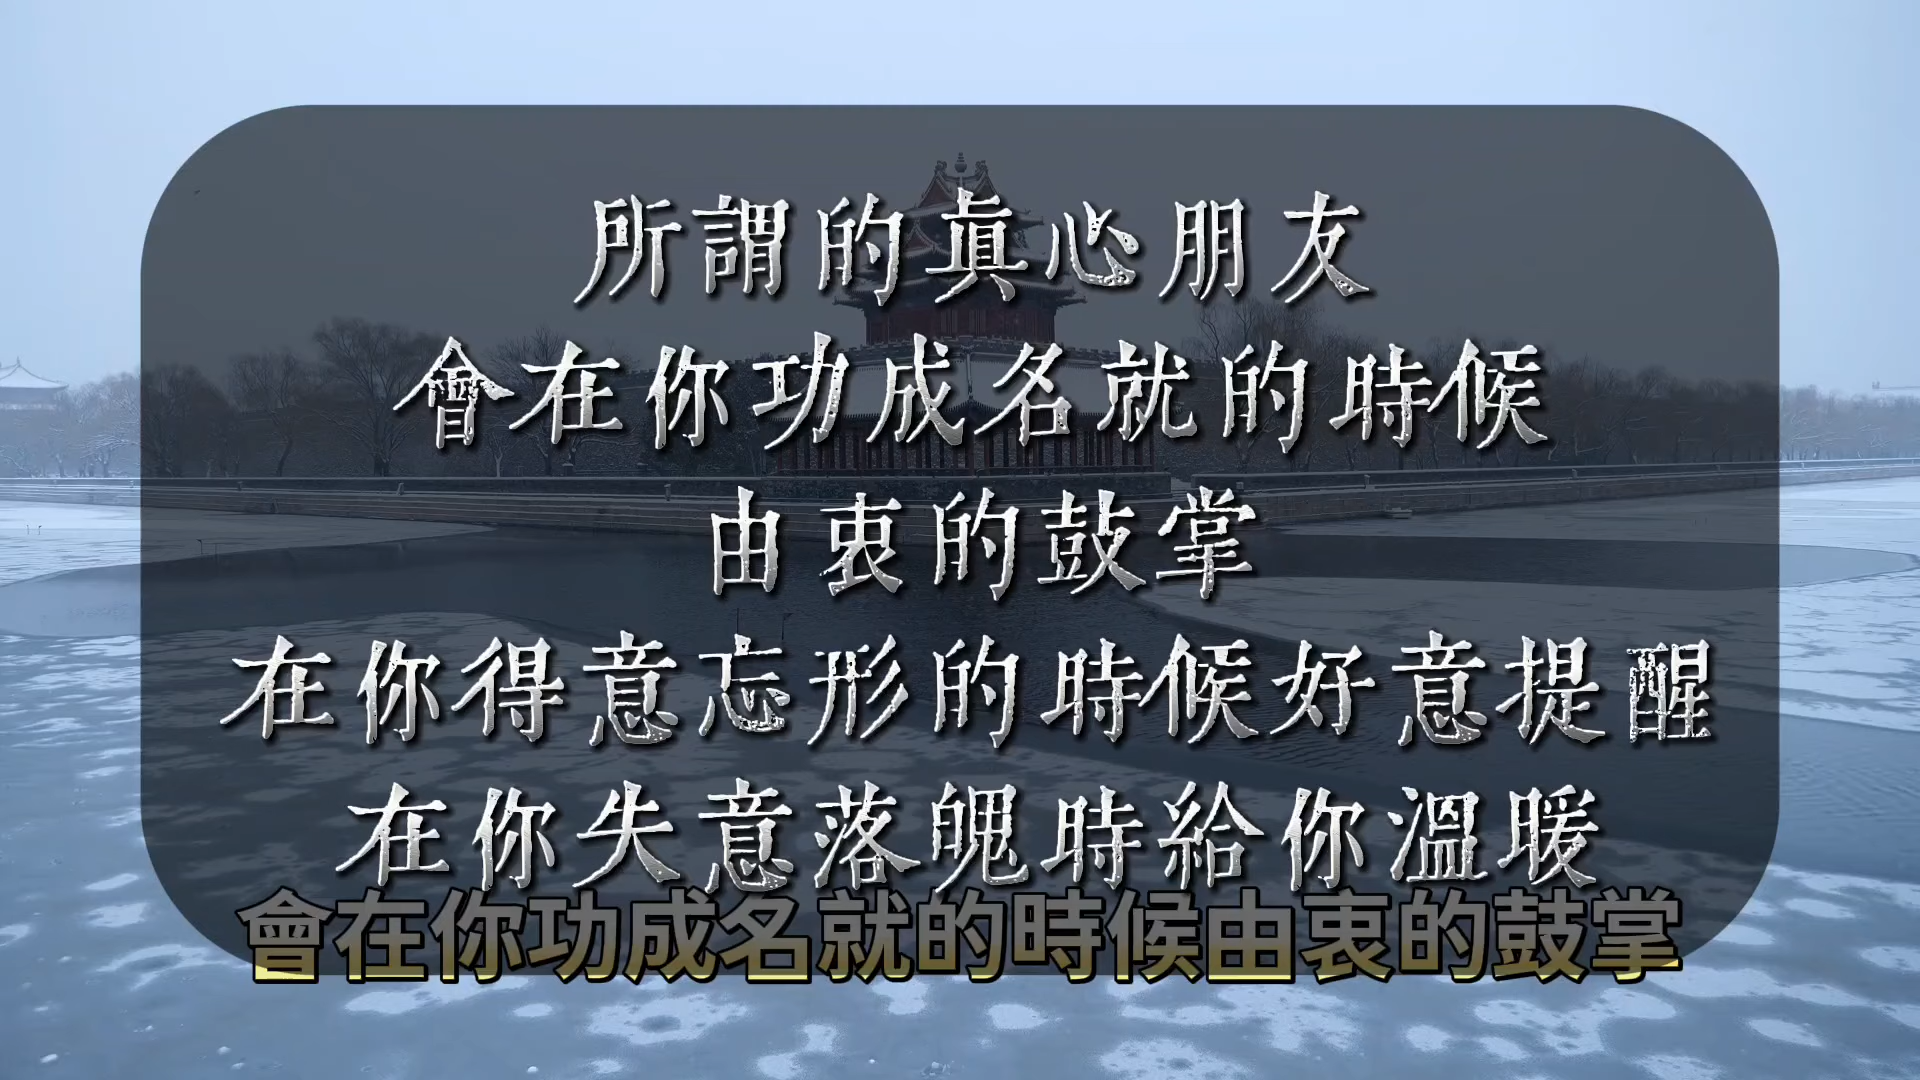 所謂的真心朋友
會在你功成名就的時候
由衷的鼓掌
在你得意忘形的時候好意提醒
在你失意落魄時給你溫暖
會在你功成名就的時候由衷的鼓掌